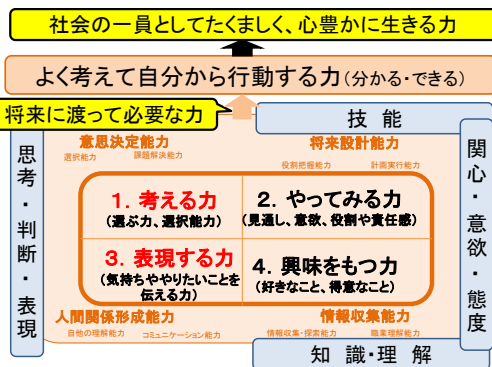 社会の一員としてたくましく、心豊かに生きる力
よく考えて自分から行動する力(分かる・できる)
将来に渡って必要な力
技 能
思考・判断・表現
関心・意欲・態度
意思決定能力
選択能力 課題解決能力
将来設計能力
役割把握能力 計画実行能力
1. 考える力
(選ぶ力、選択能力)
2. やってみる力
(見通し、意欲、役割や責任感)
3. 表現する力
(気持ちややりたいことを
伝える力)
4. 興味をもつ力
(好きなこと、得意なこと)
人間関係形成能力
自他の理解能力 コミュニケーション能力
情報収集能力
情報収集・探索能力 職業理解能力
知 識・理 解